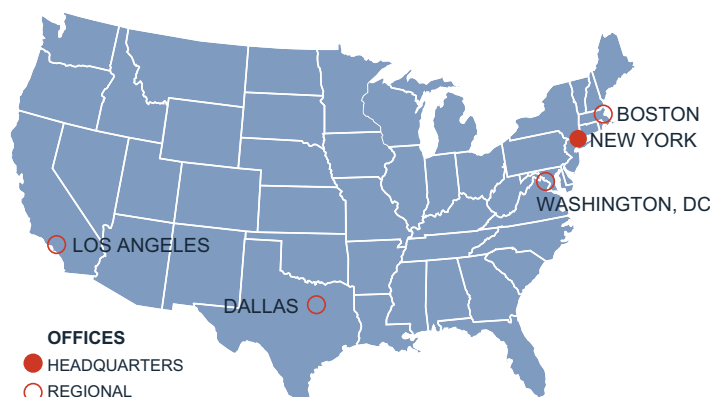 BOSTON
NEW YORK
WASHINGTON, DC
LOS ANGELES
DALLAS
OFFICES
HEADQUARTERS
REGIONAL